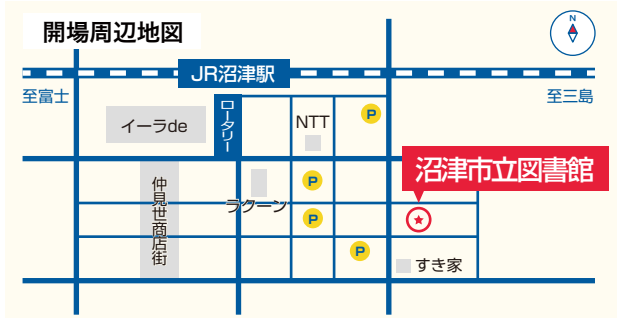 開場周辺地図
N
JR沼津駅
至富士
至三島
イーラde
ロータリー
NTT
P
沼津市立図書館
仲見世商店街
ラクーン
P
P
P
すき家